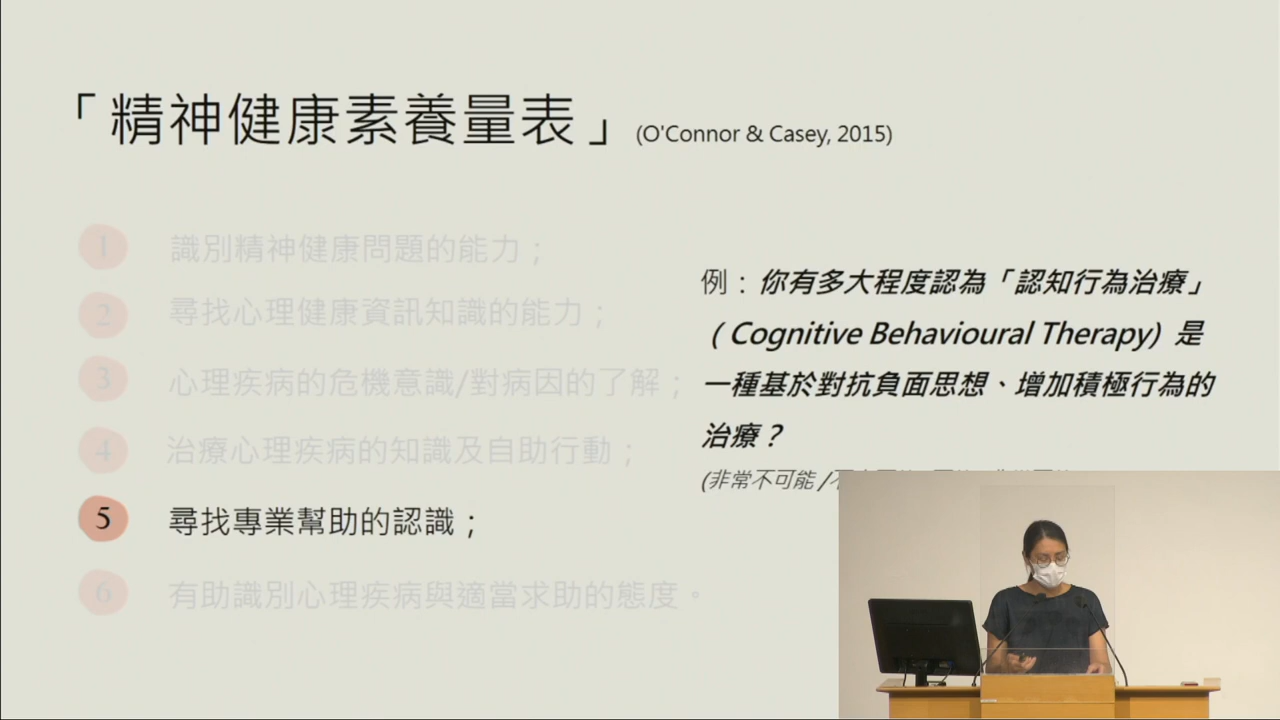 「精神健康素養量表」(O'Connor & Casey, 2015)
1 識別精神健康問題的能力；
2 尋找心理健康資訊知識的能力；
3 心理疾病的危機意識/對病因的了解；
4 治療心理疾病的知識及自助行動；
5 尋找專業幫助的認識；
6 有助識別心理疾病與適當求助的態度。
例：你有多大程度認為「認知行為治療」
( Cognitive Behavioural Therapy) 是
一種基於對抗負面思想、增加積極行為的
治療？
(非常不可能 /